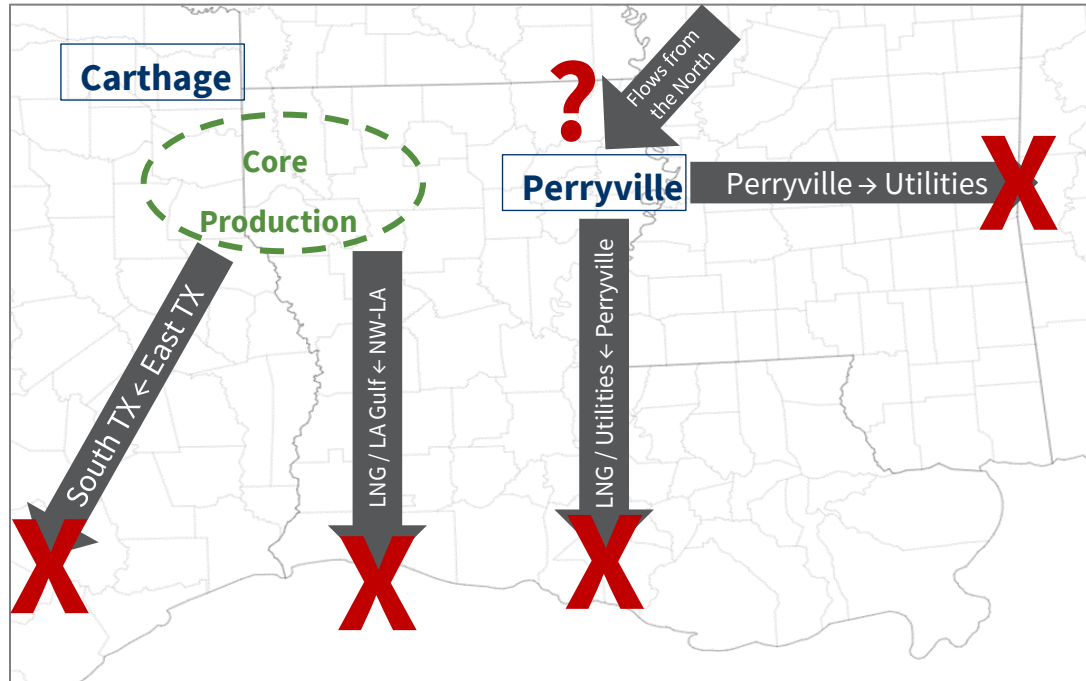 Carthage
Core
Production
?
Flows from
the North
Perryville
Perryville → Utilities
South TX ← East TX
LNG / LA Gulf ← NW-LA
LNG / Utilities ← Perryville
X
X
X
X